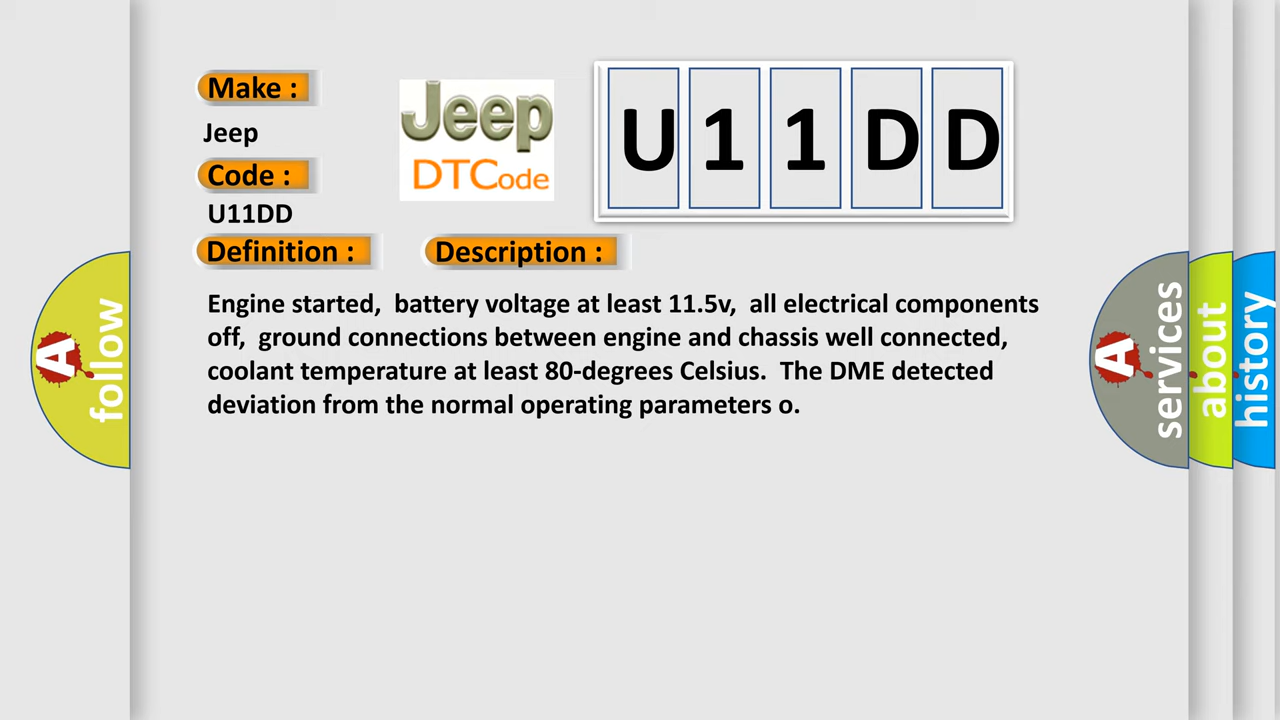 Make :
Jeep
Code :
U11DD
Jeep
DTCode
U11DD
Definition :
Description :
Engine started, battery voltage at least 11.5v, all electrical components
off, ground connections between engine and chassis well connected,
coolant temperature at least 80-degrees Celsius The DME detected
deviation from the normal operating parameters o.
A
follow
A
services
about
history